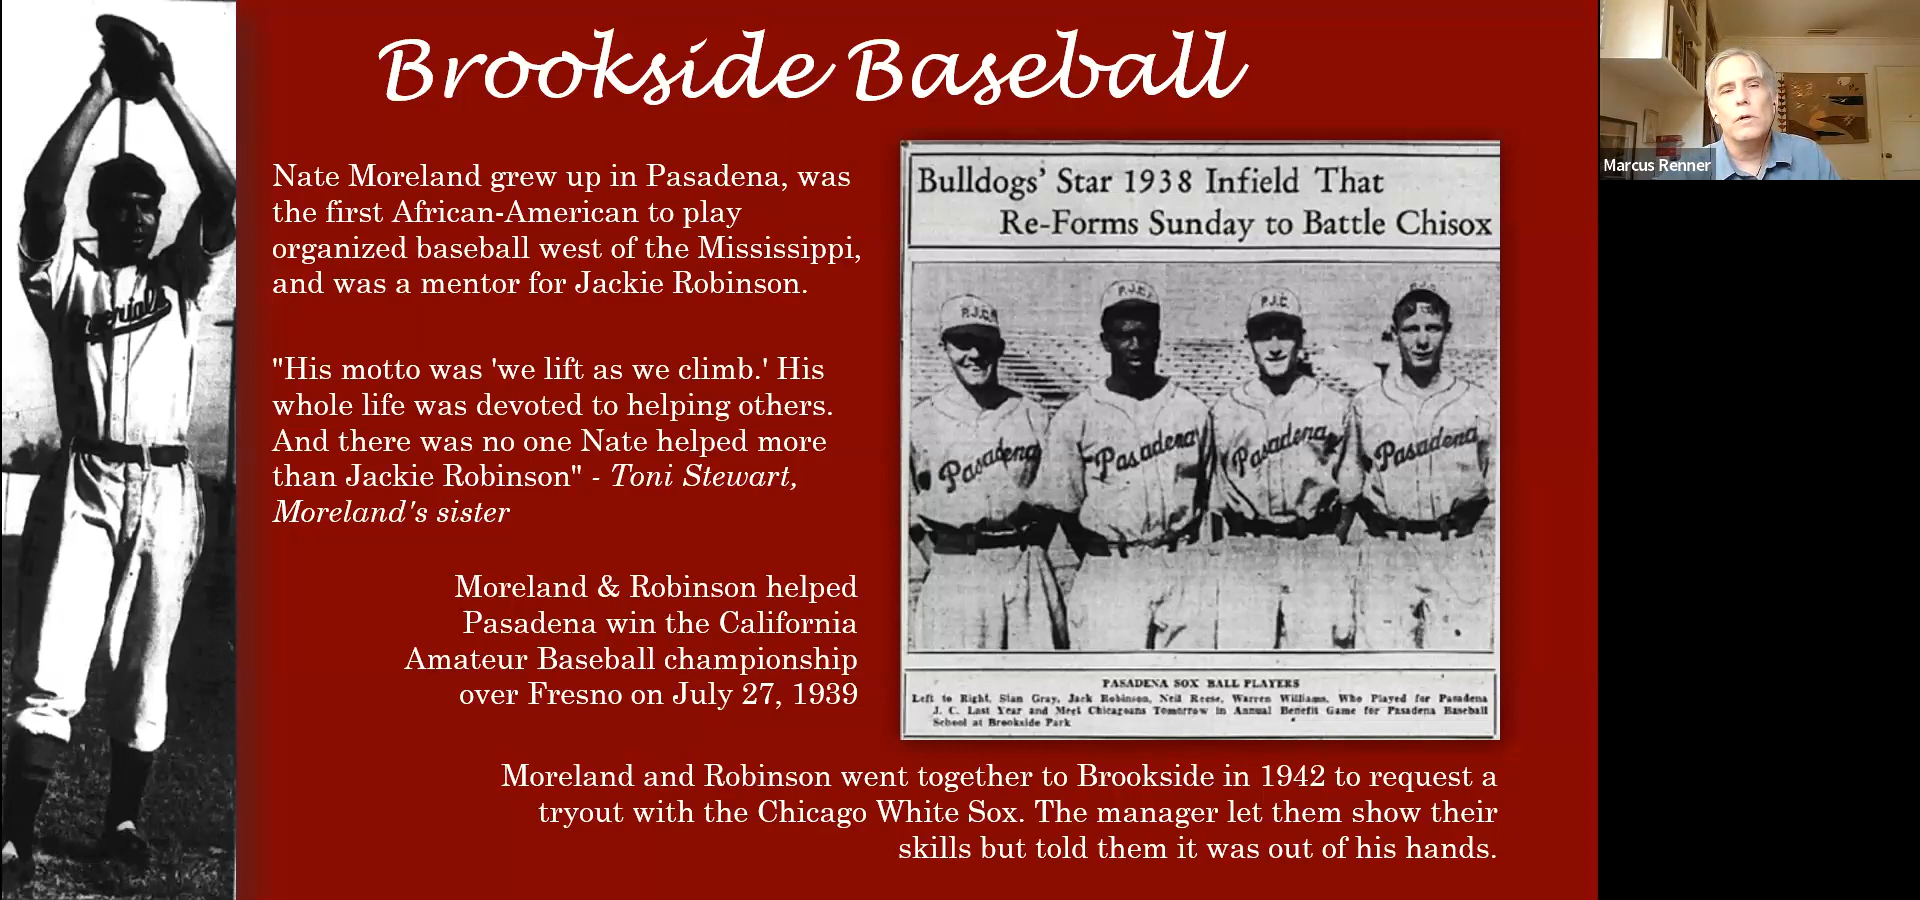 Brookside Baseball
Nate Moreland grew up in Pasadena, was
the first African-American to play
organized baseball west of the Mississippi,
and was a mentor for Jackie Robinson.
"His motto was 'we lift as we climb.' His
whole life was devoted to helping others.
And there was no one Nate helped more
than Jackie Robinson" - Toni Stewart,
Moreland's sister
Moreland & Robinson helped
Pasadena win the California
Amateur Baseball championship
over Fresno on July 27, 1939
Bulldogs' Star 1938 Infield That
Re-Forms Sunday to Battle Chisox
P.J.C.
P.J.C.
P.J.C.
P.J.C.
Pasadena
Pasadena
Pasadena
Pasadena
PASADENA SOX BALL PLAYERS
Left to Right, Stan Gray, Jack Robinson, Neil Reese, Warren Williams, Who Played for Pasadena
J. C. Last Year and Meet Chicagoans Tomorrow in Annual Benefit Game for Pasadena Baseball
School at Brookside Park
Moreland and Robinson went together to Brookside in 1942 to request a
tryout with the Chicago White Sox. The manager let them show their
skills but told them it was out of his hands.
Marcus Renner